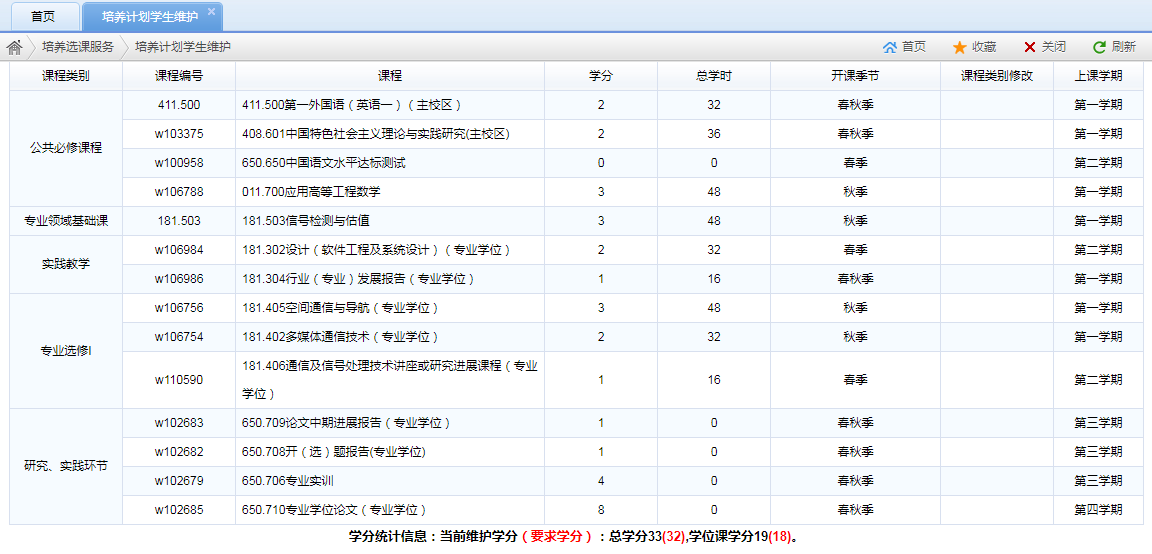 首页 培养计划学生维护
培养选课服务 培养计划学生维护 首页 收藏 关闭 刷新
课程类别 课程编号 课程 学分 总学时 开课季节 课程类别修改 上课学期
公共必修课程
411.500 411.500第一外国语（英语一）（主校区） 2 32 春秋季 第一学期
w103375 408.601中国特色社会主义理论与实践研究(主校区) 2 36 春秋季 第一学期
w100958 650.650中国语文水平达标测试 0 0 春季 第二学期
w106788 011.700应用高等工程数学 3 48 秋季 第一学期
专业领域基础课 181.503 181.503信号检测与估值 3 48 秋季 第一学期
实践教学
w106984 181.302设计（软件工程及系统设计）（专业学位） 2 32 春季 第二学期
w106986 181.304行业（专业）发展报告（专业学位） 1 16 春秋季 第一学期
专业选修I
w106756 181.405空间通信与导航（专业学位） 3 48 秋季 第一学期
w106754 181.402多媒体通信技术（专业学位） 2 32 秋季 第一学期
w110590 181.406通信及信号处理技术讲座或研究进展课程（专业
学位） 1 16 春季 第二学期
研究、实践环节
w102683 650.709论文中期进展报告（专业学位） 1 0 春秋季 第三学期
w102682 650.708开（选）题报告(专业学位) 1 0 春秋季 第三学期
w102679 650.706专业实训 4 0 春秋季 第三学期
w102685 650.710专业学位论文（专业学位） 8 0 春秋季 第四学期
学分统计信息：当前维护学分（要求学分）：总学分33(32),学位课学分19(18)。